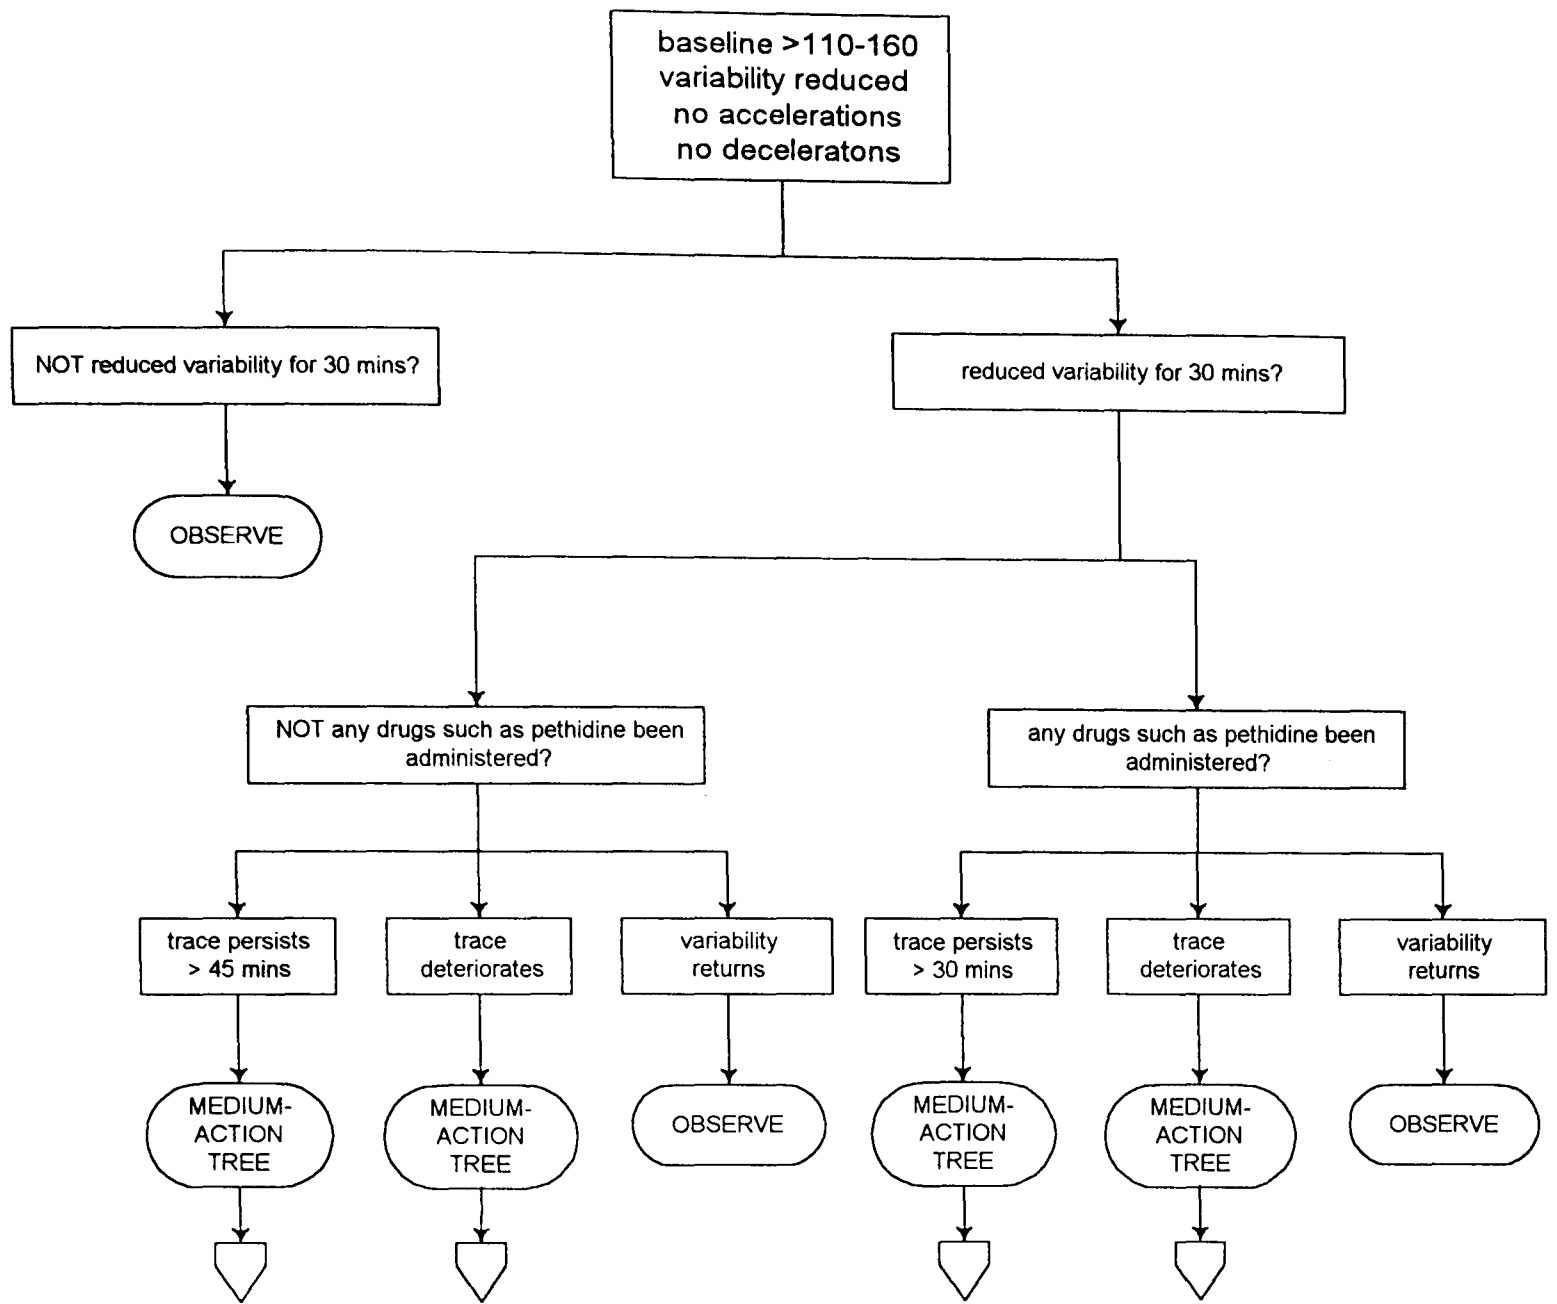 baseline >110-160
variability reduced
no accelerations
no deceleratons
NOT reduced variability for 30 mins?
reduced variability for 30 mins?
OBSERVE
NOT any drugs such as pethidine been
administered?
any drugs such as pethidine been
administered?
trace persists
> 45 mins
trace
deteriorates
variability
returns
trace persists
> 30 mins
trace
deteriorates
variability
returns
MEDIUM-
ACTION
TREE
MEDIUM-
ACTION
TREE
OBSERVE
MEDIUM-
ACTION
TREE
MEDIUM-
ACTION
TREE
OBSERVE